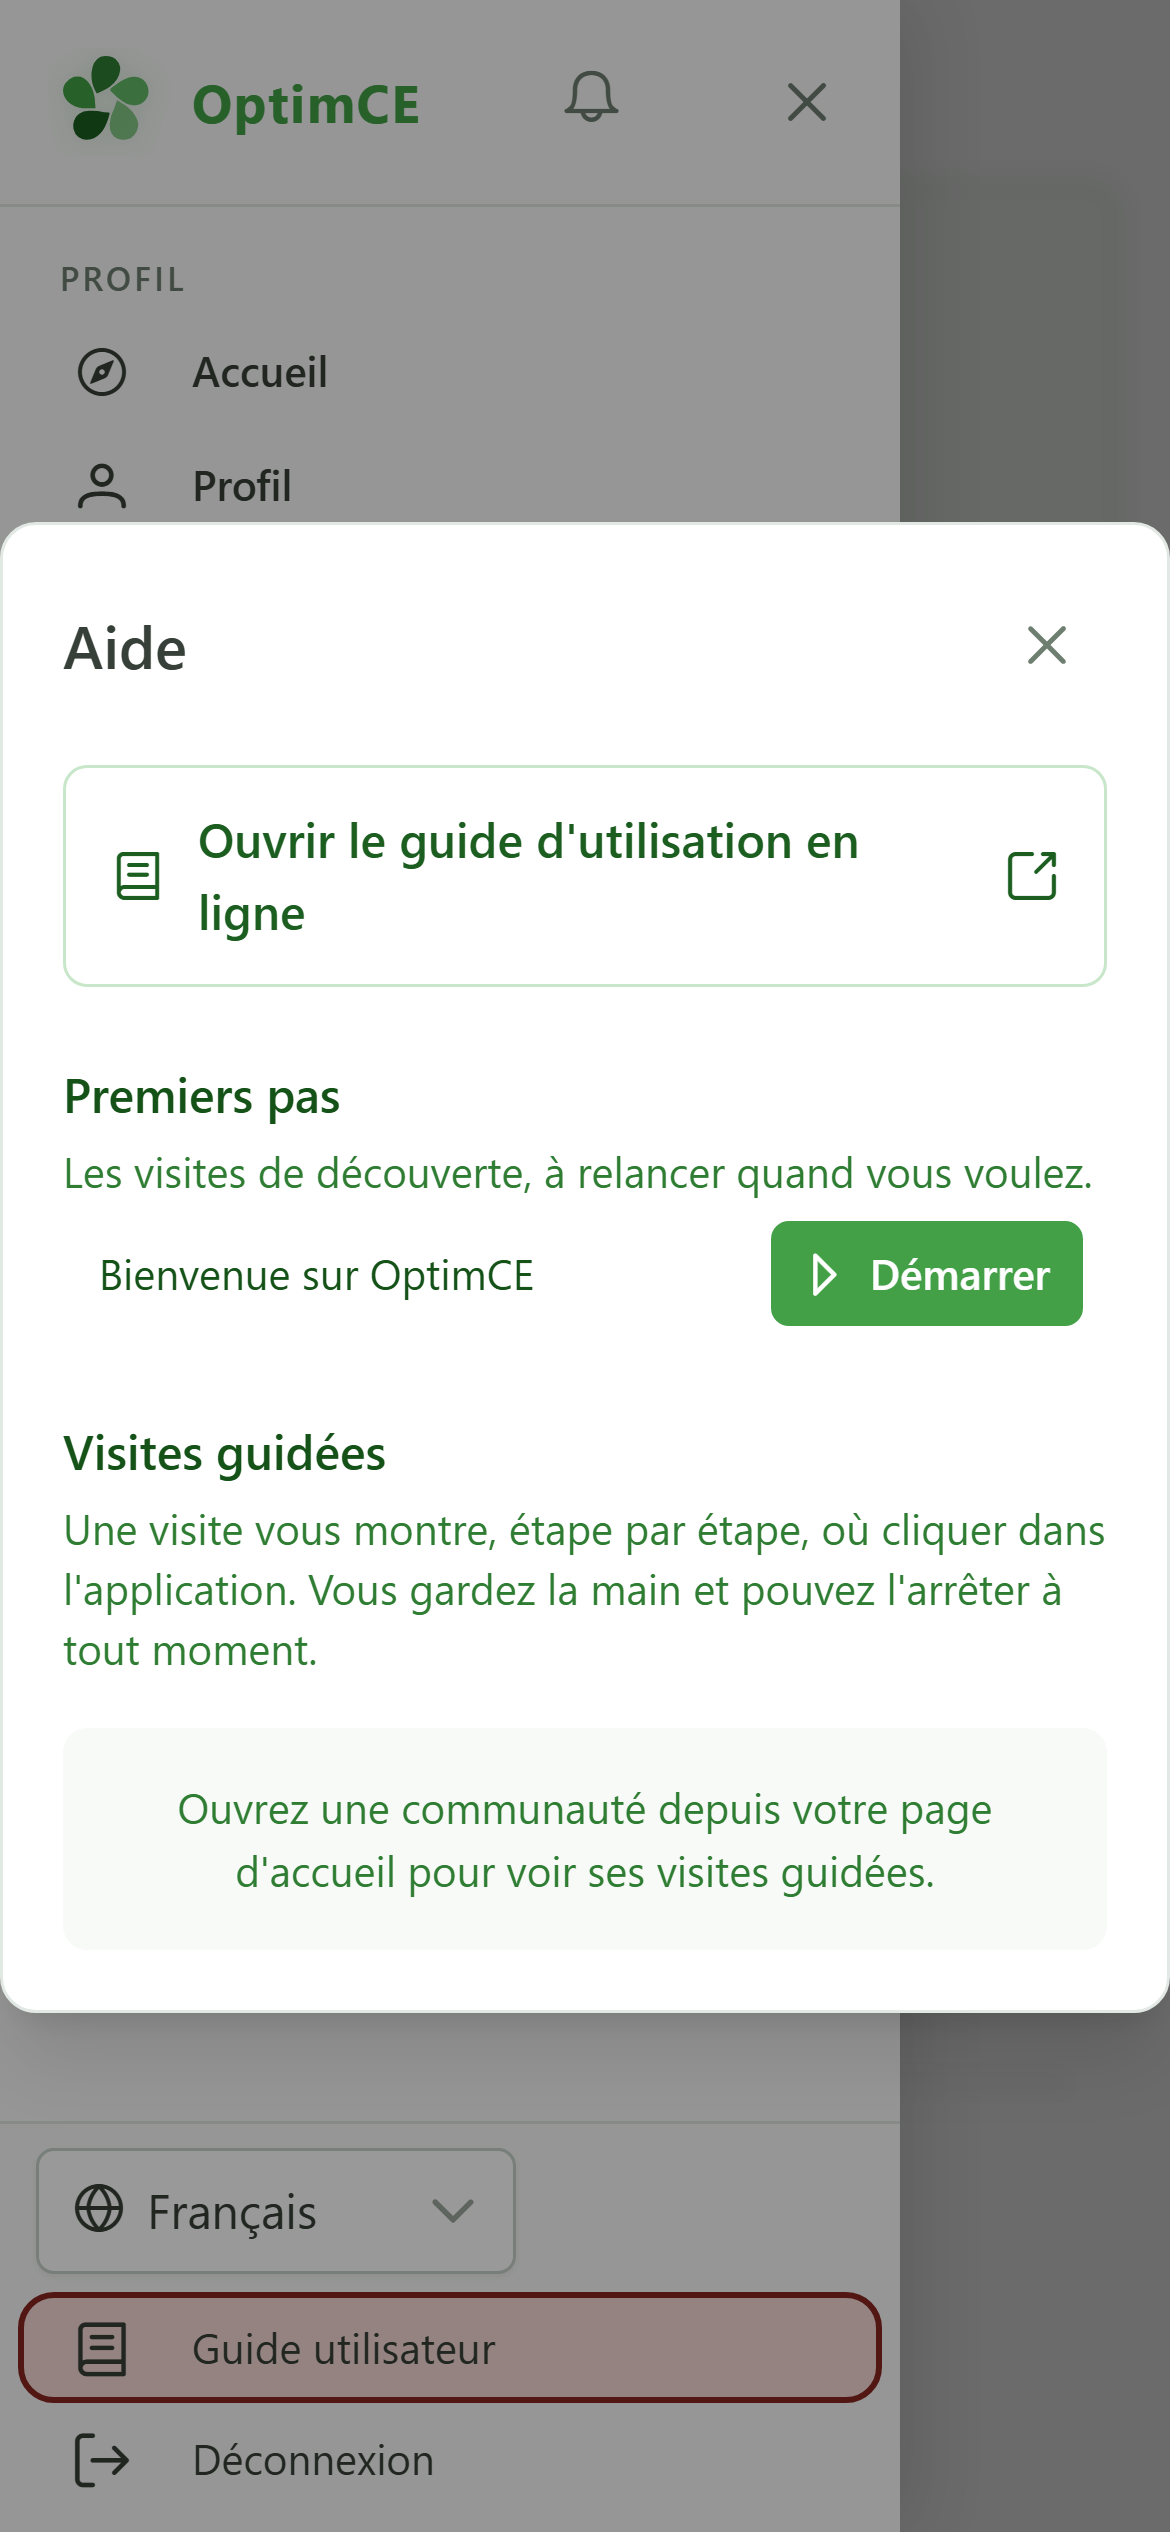 OptimCE
PROFIL
Accueil
Profil
Aide
Ouvrir le guide d'utilisation en
ligne
Premiers pas
Les visites de découverte, à relancer quand vous voulez.
Bienvenue sur OptimCE
Démarrer
Visites guidées
Une visite vous montre, étape par étape, où cliquer dans
l'application. Vous gardez la main et pouvez l'arrêter à
tout moment.
Ouvrez une communauté depuis votre page
d'accueil pour voir ses visites guidées.
Français
Guide utilisateur
Déconnexion